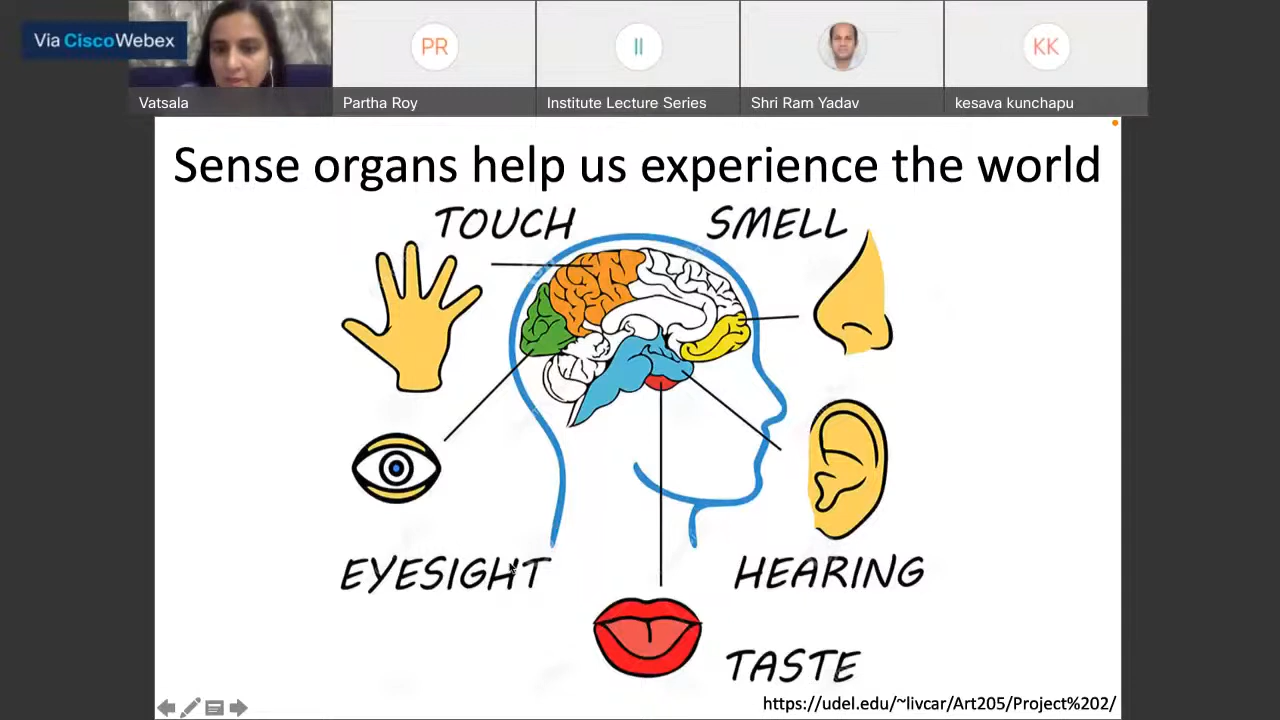 Via CiscoWebex
PR
II
KK
Vatsala
Partha Roy
Institute Lecture Series
Shri Ram Yadav
kesava kunchapu
Sense organs help us experience the world
TOUCH
SMELL
EYESIGHT
HEARING
TASTE
https://udel.edu/~livcar/Art205/Project%202/